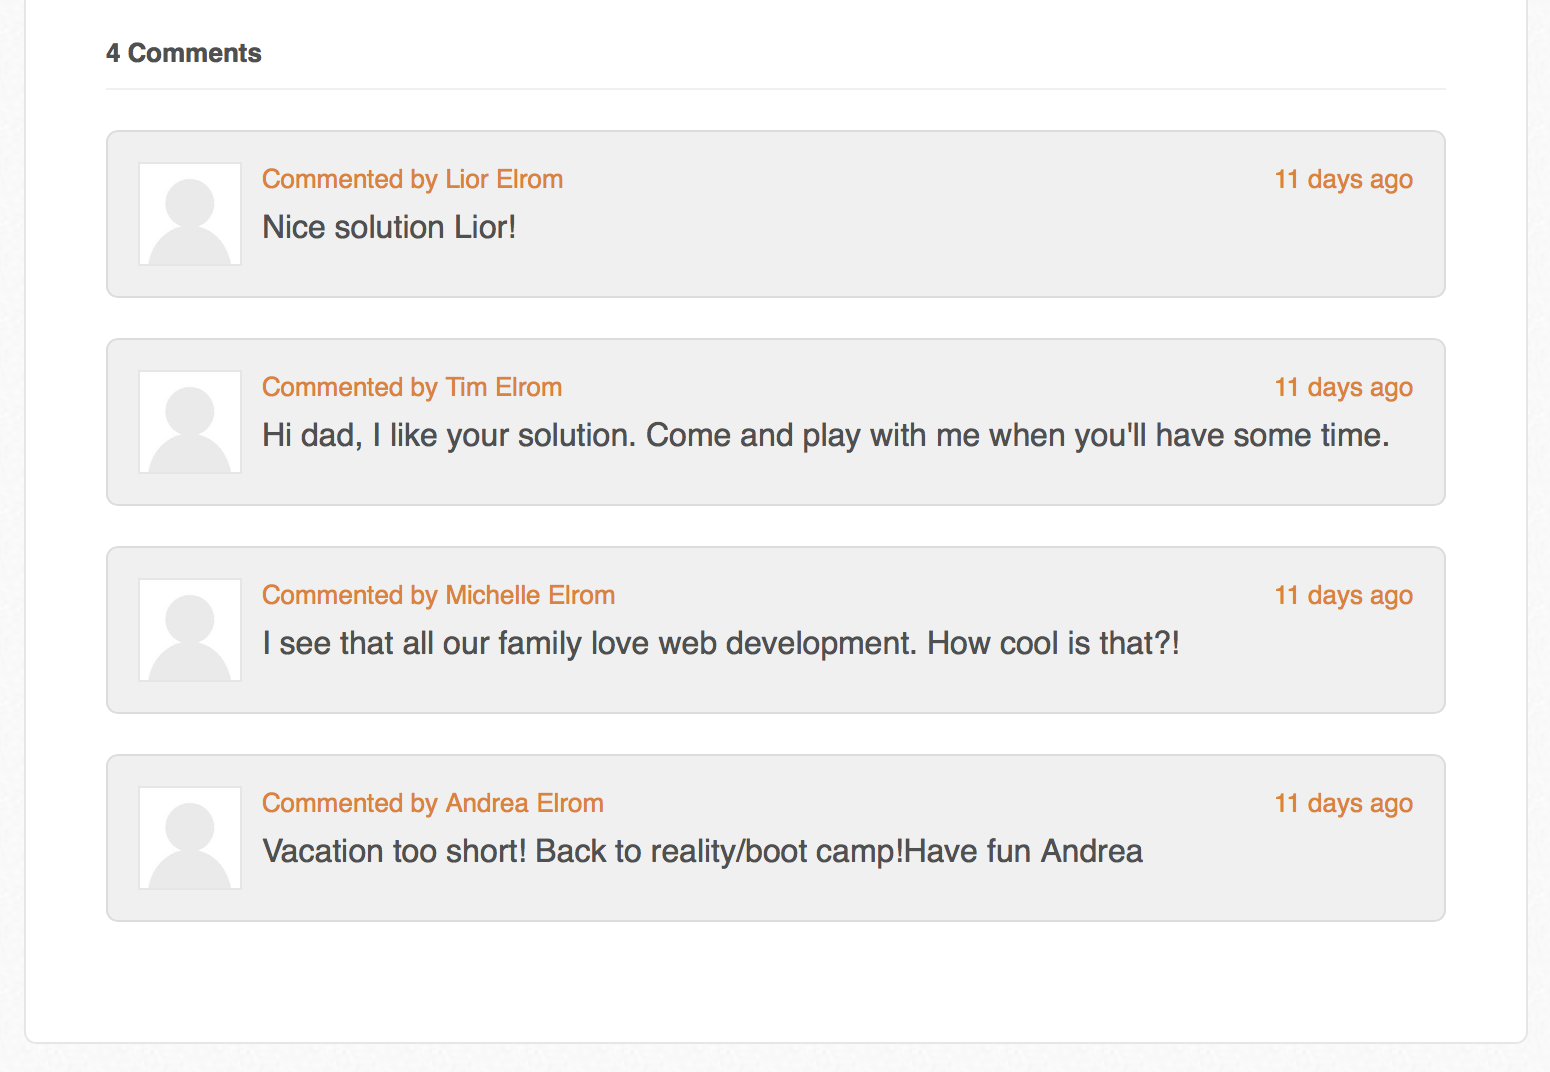 4 Comments
Commented by Lior Elrom 11 days ago
Nice solution Lior!
Commented by Tim Elrom 11 days ago
Hi dad, I like your solution. Come and play with me when you'll have some time.
Commented by Michelle Elrom 11 days ago
I see that all our family love web development. How cool is that?!
Commented by Andrea Elrom 11 days ago
Vacation too short! Back to reality/boot camp!Have fun Andrea